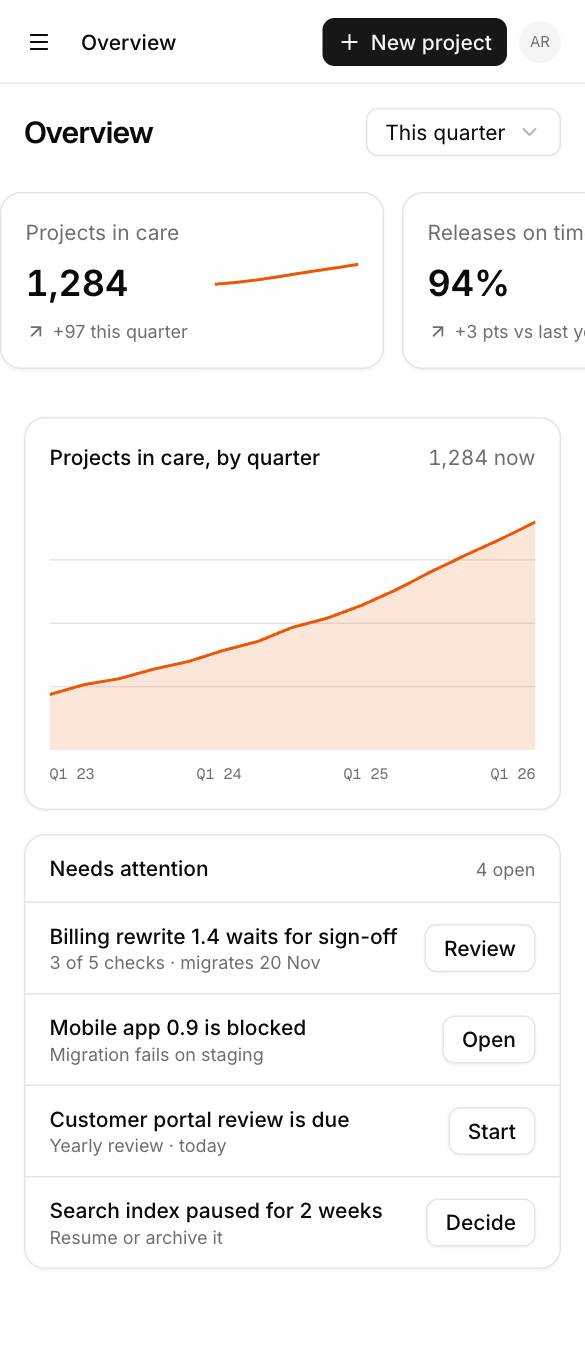 Overview
New project
AR
Overview
This quarter
Projects in care
1,284
+97 this quarter
Releases on tim
94%
+3 pts vs last y
Projects in care, by quarter
1,284 now
Q1 23
Q1 24
Q1 25
Q1 26
Needs attention
4 open
Billing rewrite 1.4 waits for sign-off
3 of 5 checks · migrates 20 Nov
Review
Mobile app 0.9 is blocked
Migration fails on staging
Open
Customer portal review is due
Yearly review · today
Start
Search index paused for 2 weeks
Resume or archive it
Decide